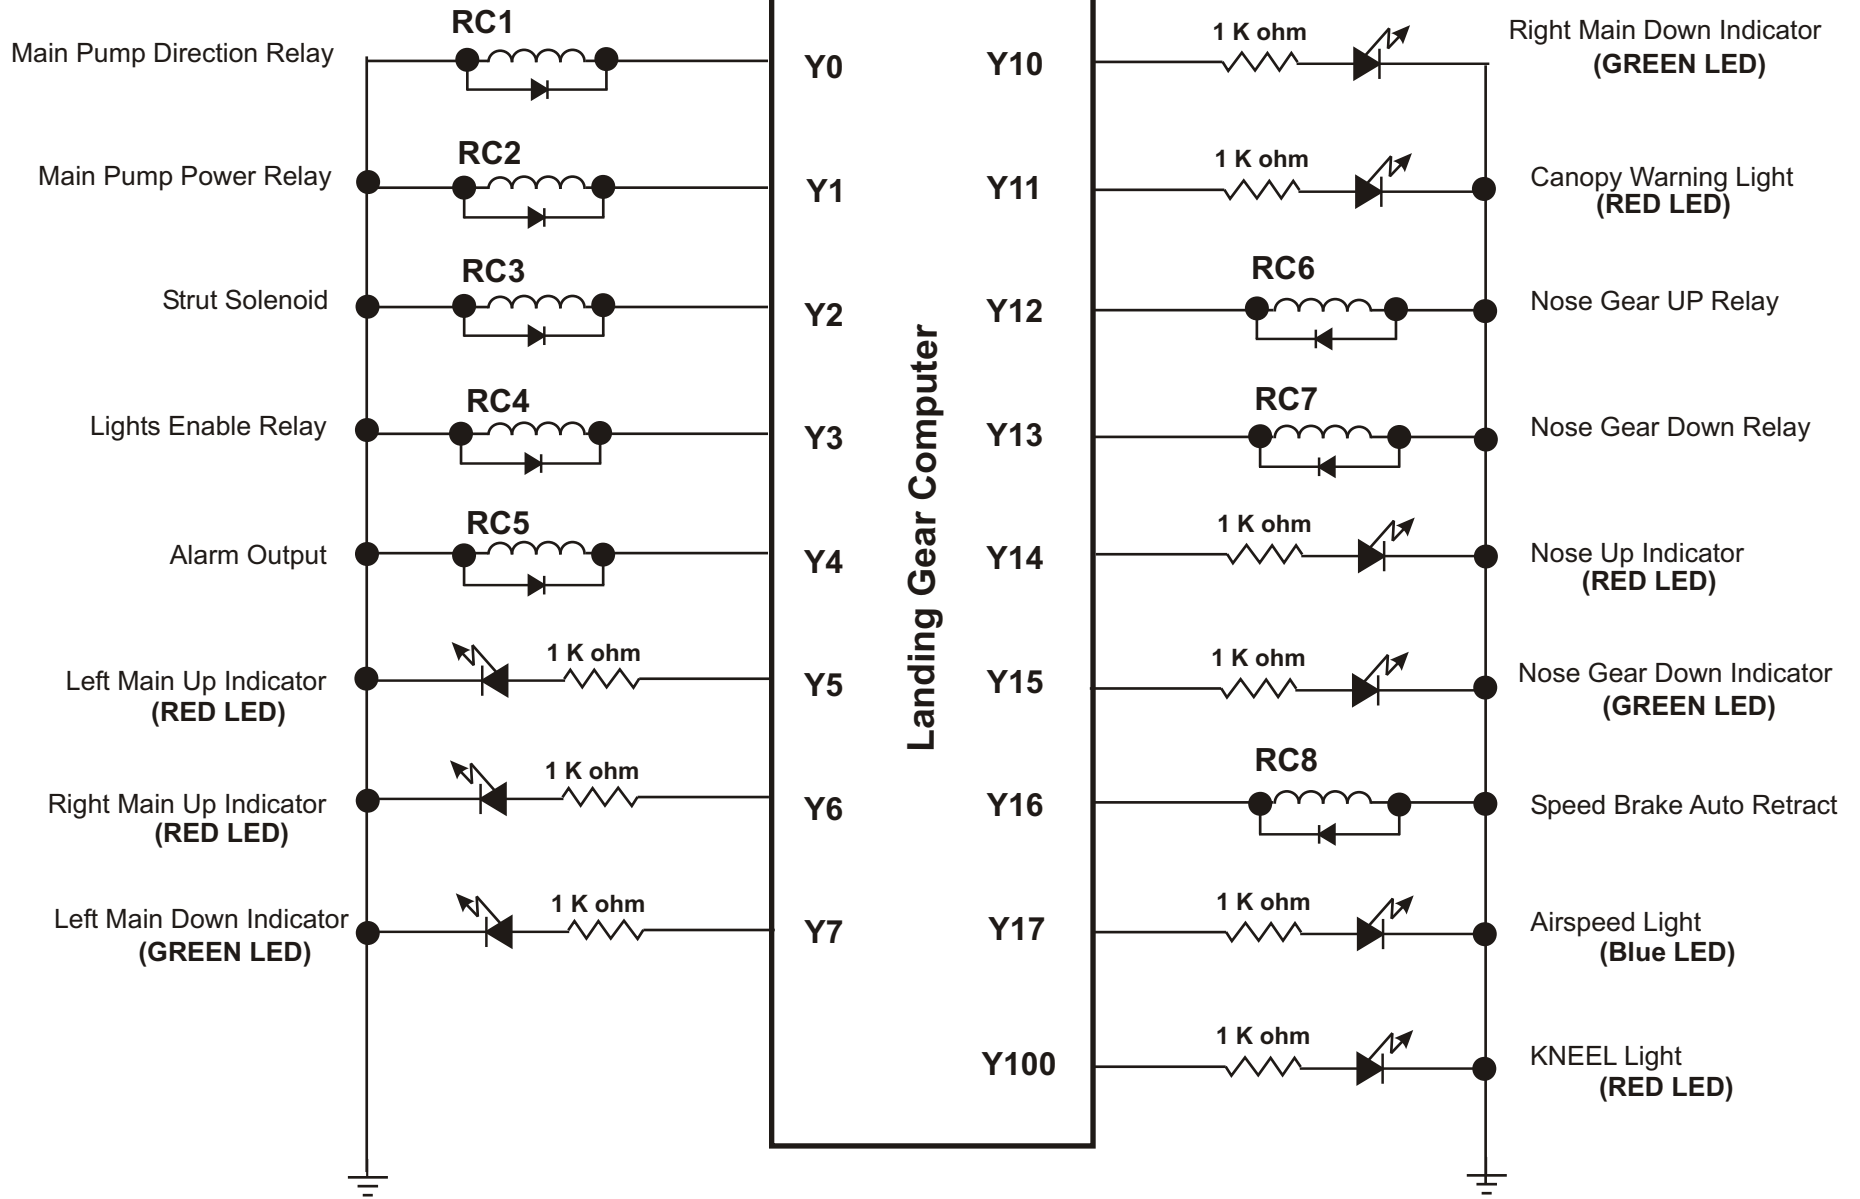 RC1
Main Pump Direction Relay
Y0
RC2
Main Pump Power Relay
Y1
RC3
Strut Solenoid
Y2
RC4
Lights Enable Relay
Y3
RC5
Alarm Output
Y4
1 K ohm
Left Main Up Indicator
(RED LED)
Y5
1 K ohm
Right Main Up Indicator
(RED LED)
Y6
1 K ohm
Left Main Down Indicator
(GREEN LED)
Y7
Landing Gear Computer
Y10
1 K ohm
Right Main Down Indicator
(GREEN LED)
Y11
1 K ohm
Canopy Warning Light
(RED LED)
Y12
RC6
Nose Gear UP Relay
Y13
RC7
Nose Gear Down Relay
Y14
1 K ohm
Nose Up Indicator
(RED LED)
Y15
1 K ohm
Nose Gear Down Indicator
(GREEN LED)
Y16
RC8
Speed Brake Auto Retract
Y17
1 K ohm
Airspeed Light
(Blue LED)
Y100
1 K ohm
KNEEL Light
(RED LED)